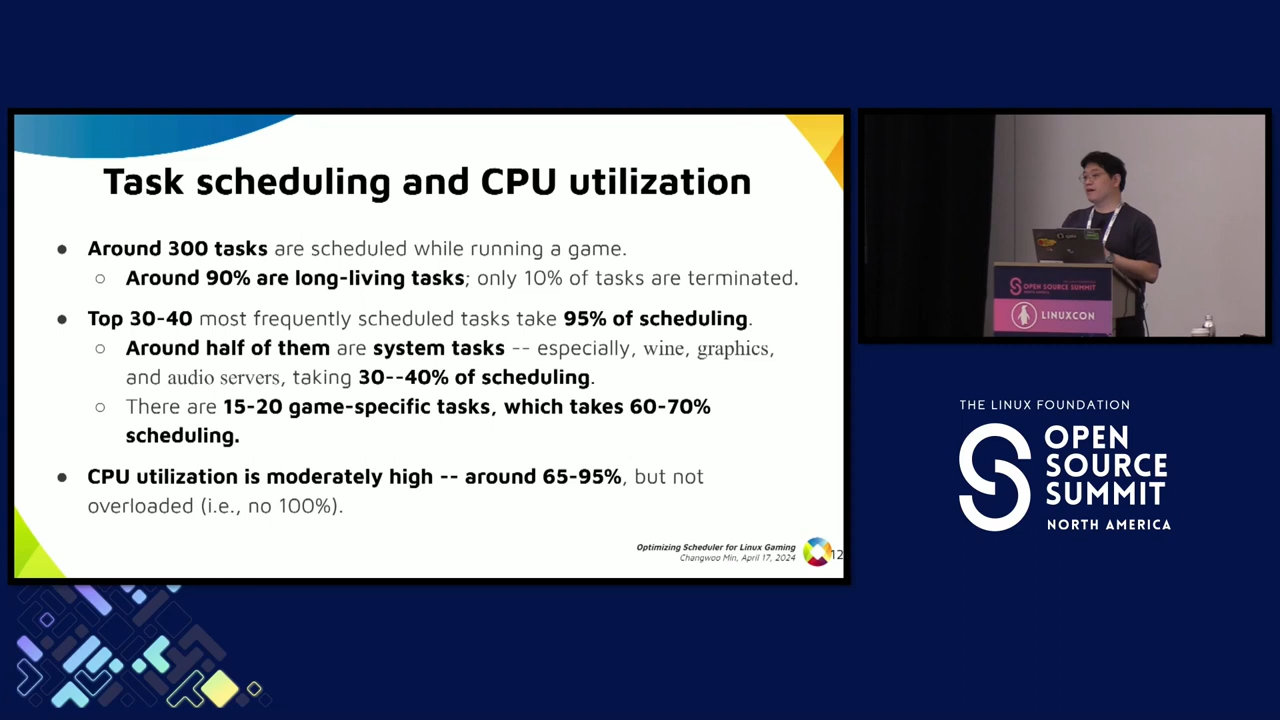 Task scheduling and CPU utilization
● Around 300 tasks are scheduled while running a game.
○ Around 90% are long-living tasks; only 10% of tasks are terminated.
● Top 30-40 most frequently scheduled tasks take 95% of scheduling.
○ Around half of them are system tasks -- especially, wine, graphics,
and audio servers, taking 30--40% of scheduling.
○ There are 15-20 game-specific tasks, which takes 60-70%
scheduling.
● CPU utilization is moderately high -- around 65-95%, but not
overloaded (i.e., no 100%).
Optimizing Scheduler for Linux Gaming
Changwoo Min, April 17, 2024
12
OPEN SOURCE SUMMIT
LINUXCON
THE LINUX FOUNDATION
OPEN
SOURCE
SUMMIT
NORTH AMERICA